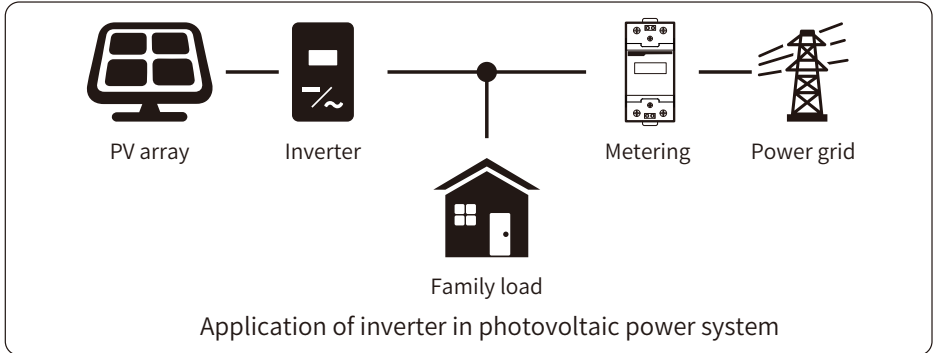 PV array
Inverter
Metering
Power grid
Family load
Application of inverter in photovoltaic power system